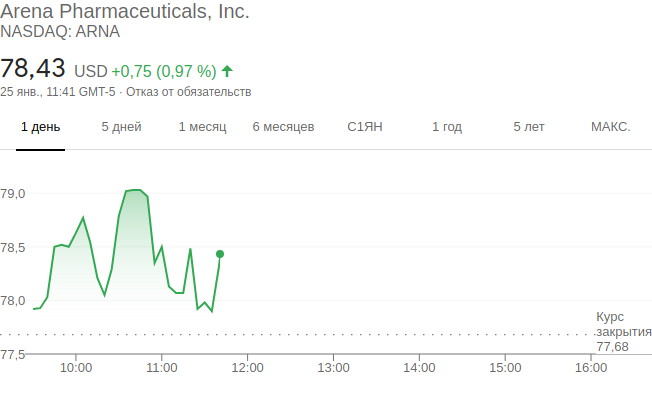 Arena Pharmaceuticals, Inc.
NASDAQ: ARNA
78,43 USD +0,75 (0,97 %)
25 янв., 11:41 GMT-5 · Отказ от обязательств
1 день 5 дней 1 месяц 6 месяцев С1ЯН 1 год 5 лет МАКС.
79,0
78,5
78,0
Курс
закрытия
77,68
77,5
10:00 11:00 12:00 13:00 14:00 15:00 16:00